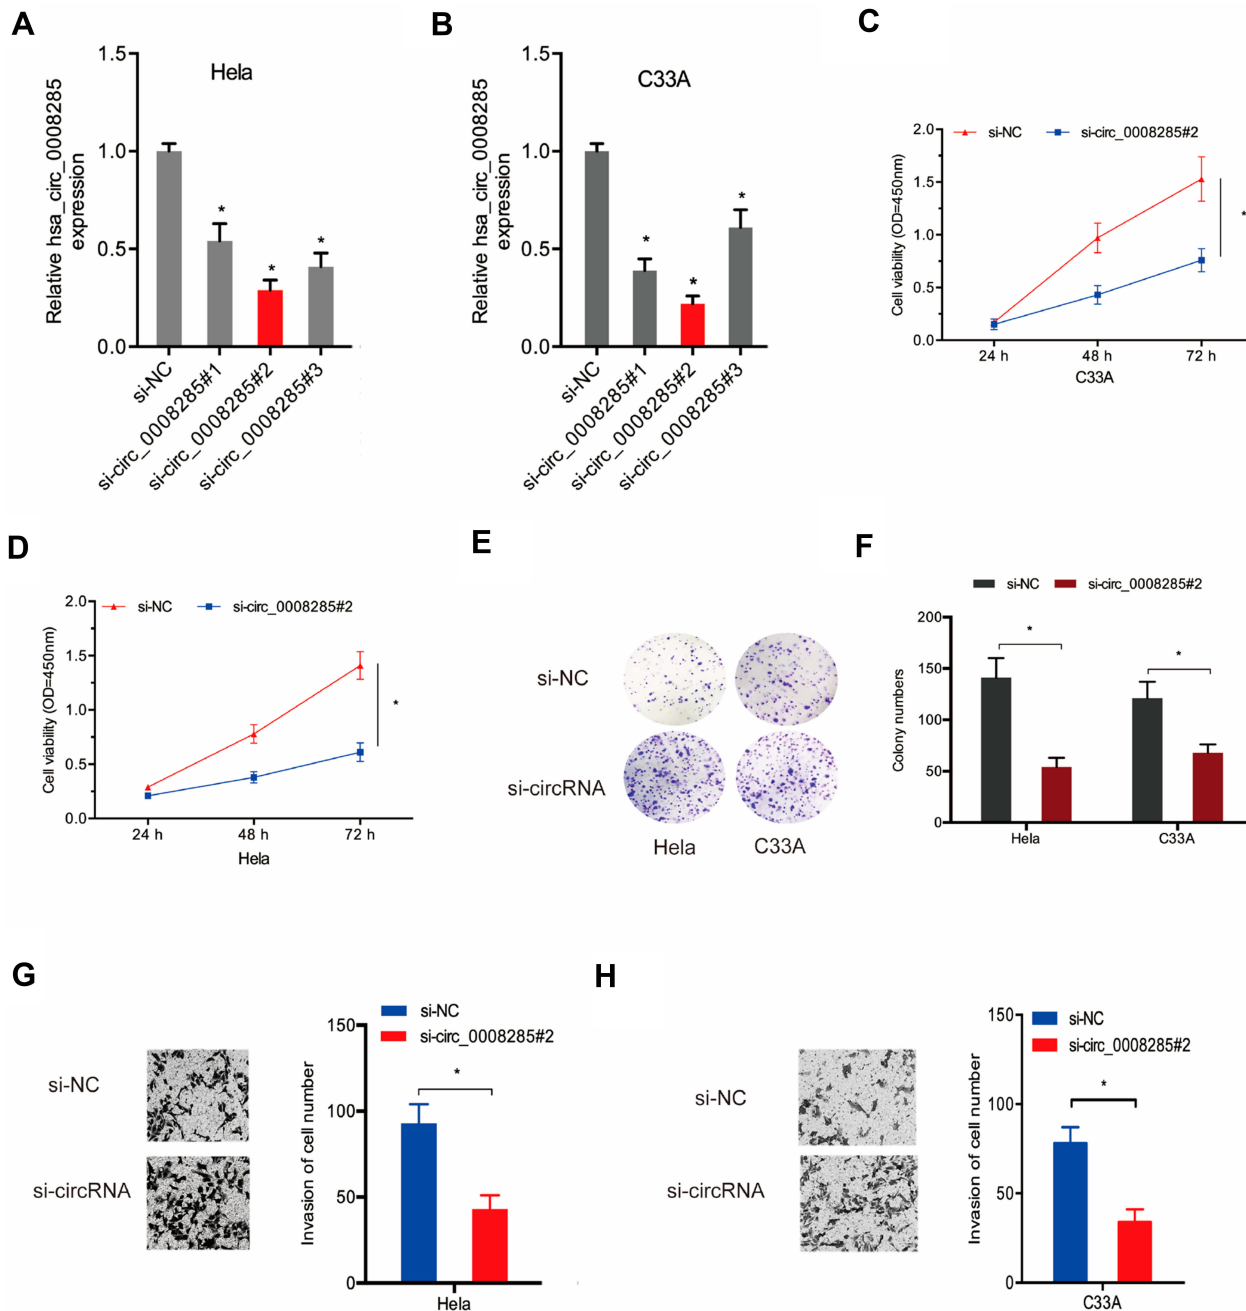 A
Hela
Relative hsa_circ_0008285
expression
1.5
1.0
0.5
0.0
*
*
*
si-NC
si-circ_0008285#1
si-circ_0008285#2
si-circ_0008285#3
B
C33A
Relative hsa_circ_0008285
expression
1.5
1.0
0.5
0.0
*
*
*
si-NC
si-circ_0008285#1
si-circ_0008285#2
si-circ_0008285#3
C
si-NC
si-circ_0008285#2
Cell viability (OD=450nm)
2.0
1.5
1.0
0.5
0.0
*
24 h
48 h
72 h
C33A
D
si-NC
si-circ_0008285#2
Cell viability (OD=450nm)
2.0
1.5
1.0
0.5
0.0
*
24 h
48 h
72 h
Hela
E
si-NC
si-circRNA
Hela
C33A
F
si-NC
si-circ_0008285#2
Colony numbers
200
150
100
50
0
*
*
Hela
C33A
G
si-NC
si-circRNA
si-NC
si-circ_0008285#2
Invasion of cell number
150
100
50
0
*
Hela
H
si-NC
si-circRNA
si-NC
si-circ_0008285#2
Invasion of cell number
150
100
50
0
*
C33A